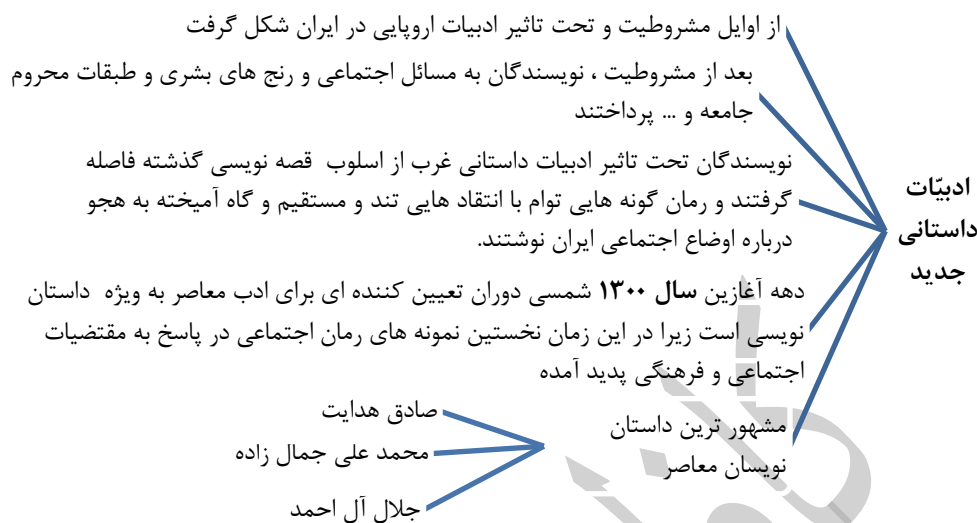 ادبیّات
داستانی
جدید
از اوایل مشروطیت و تحت تاثیر ادبیات اروپایی در ایران شکل گرفت
بعد از مشروطیت ، نویسندگان به مسائل اجتماعی و رنج های بشری و طبقات محروم
جامعه و ... پرداختند
نویسندگان تحت تاثیر ادبیات داستانی غرب از اسلوب قصه نویسی گذشته فاصله
گرفتند و رمان گونه هایی توام با انتقاد هایی تند و مستقیم و گاه آمیخته به هجو
درباره اوضاع اجتماعی ایران نوشتند.
دهه آغازین سال ۱۳۰۰ شمسی دوران تعیین کننده ای برای ادب معاصر به ویژه داستان
نویسی است زیرا در این زمان نخستین نمونه های رمان اجتماعی در پاسخ به مقتضیات
اجتماعی و فرهنگی پدید آمده
مشهور ترین داستان
نویسان معاصر
صادق هدایت
محمد علی جمال زاده
جلال آل احمد